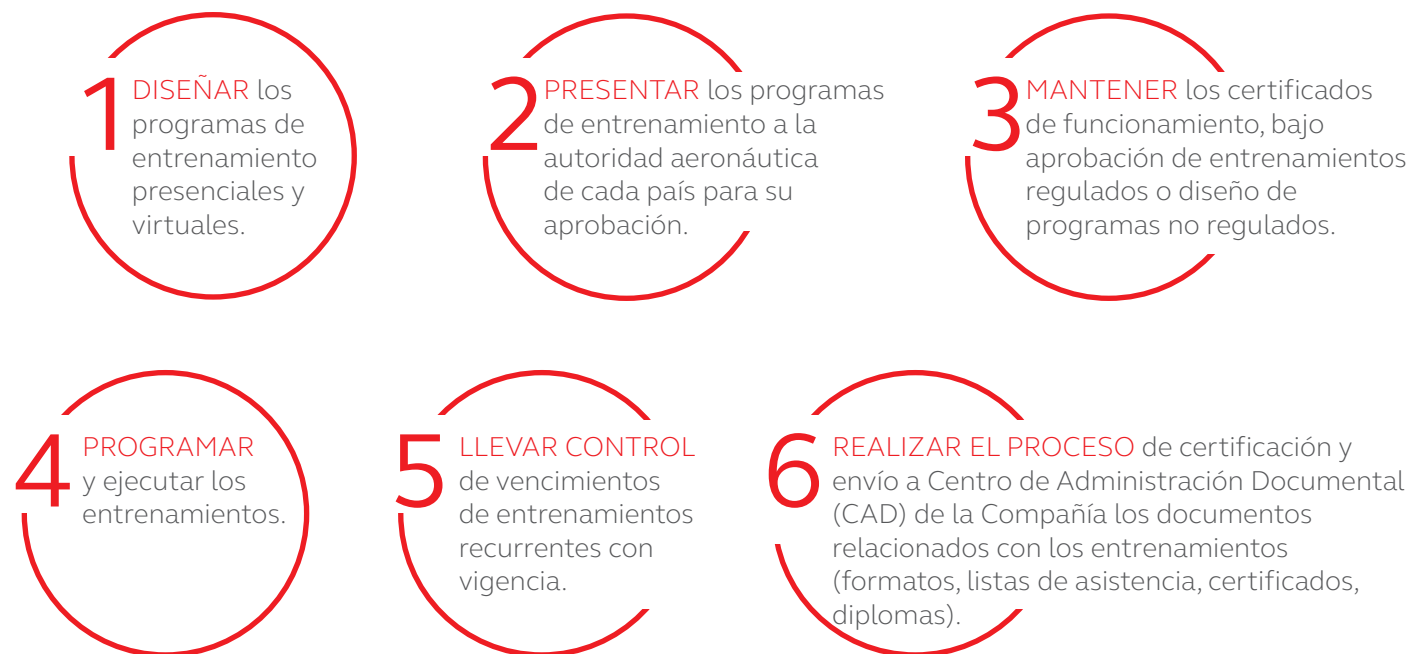 1
DISEÑAR los
programas de
entrenamiento
presenciales y
virtuales.
2
PRESENTAR los programas
de entrenamiento a la
autoridad aeronáutica
de cada país para su
aprobación.
3
MANTENER los certificados
de funcionamiento, bajo
aprobación de entrenamientos
regulados o diseño de
programas no regulados.
4
PROGRAMAR
y ejecutar los
entrenamientos.
5
LLEVAR CONTROL
de vencimientos
de entrenamientos
recurrentes con
vigencia.
6
REALIZAR EL PROCESO de certificación y
envío a Centro de Administración Documental
(CAD) de la Compañía los documentos
relacionados con los entrenamientos
(formatos, listas de asistencia, certificados,
diplomas).